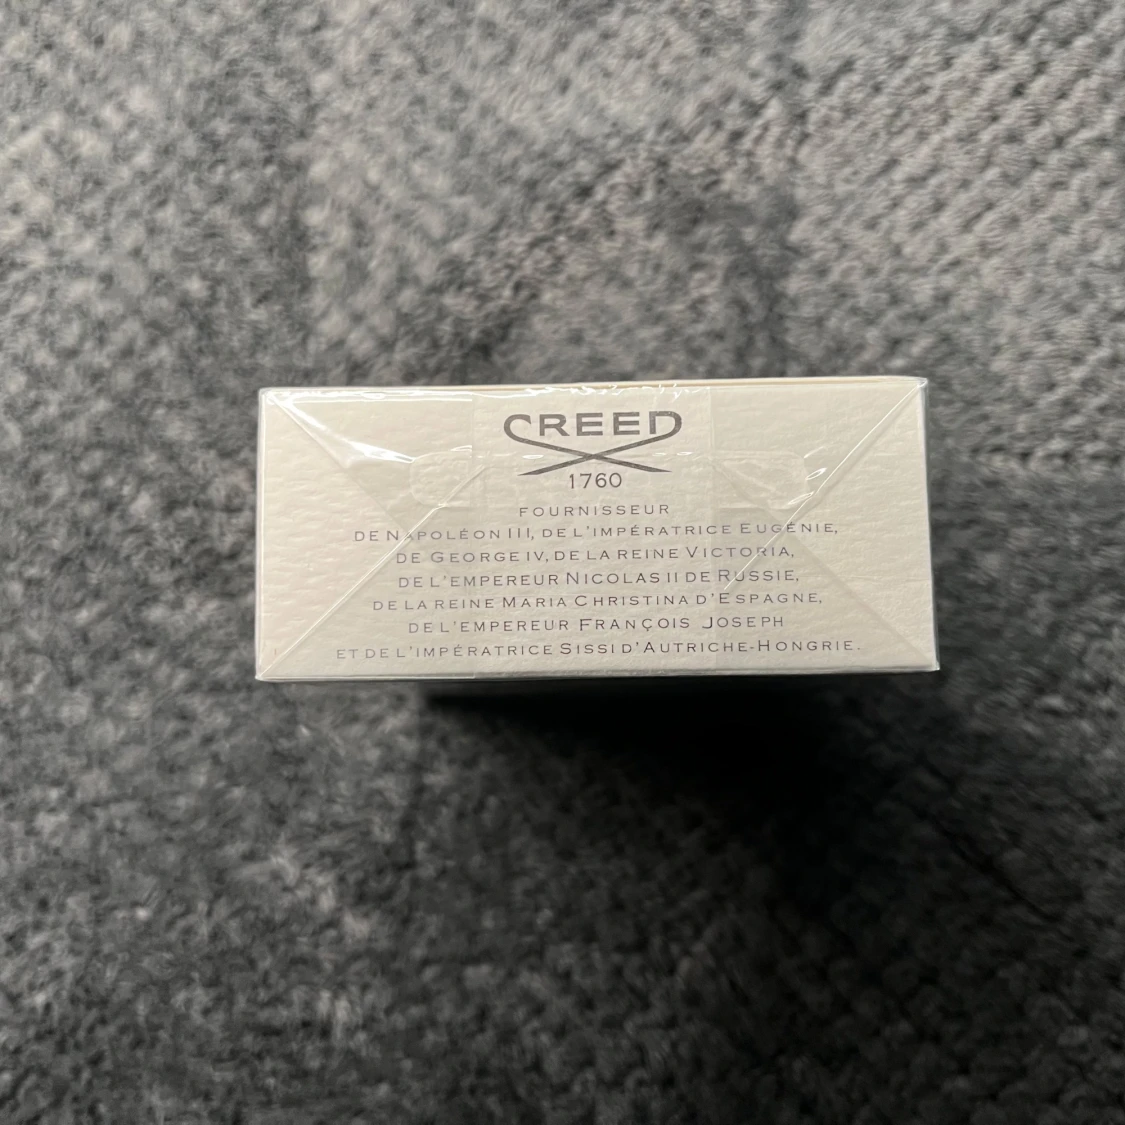 CREED
1760
FOURNISSEUR
DE NAPOLÉON III, DE L'IMPÉRATRICE EUGÉNIE,
DE GEORGE IV, DE LA REINE VICTORIA,
DE L'EMPEREUR NICOLAS II DE RUSSIE,
DE LA REINE MARIA CHRISTINA D'ESPAGNE,
DE L'EMPEREUR FRANÇOIS JOSEPH
ET DE L'IMPÉRATRICE SISSI D'AUTRICHE-HONGRIE.